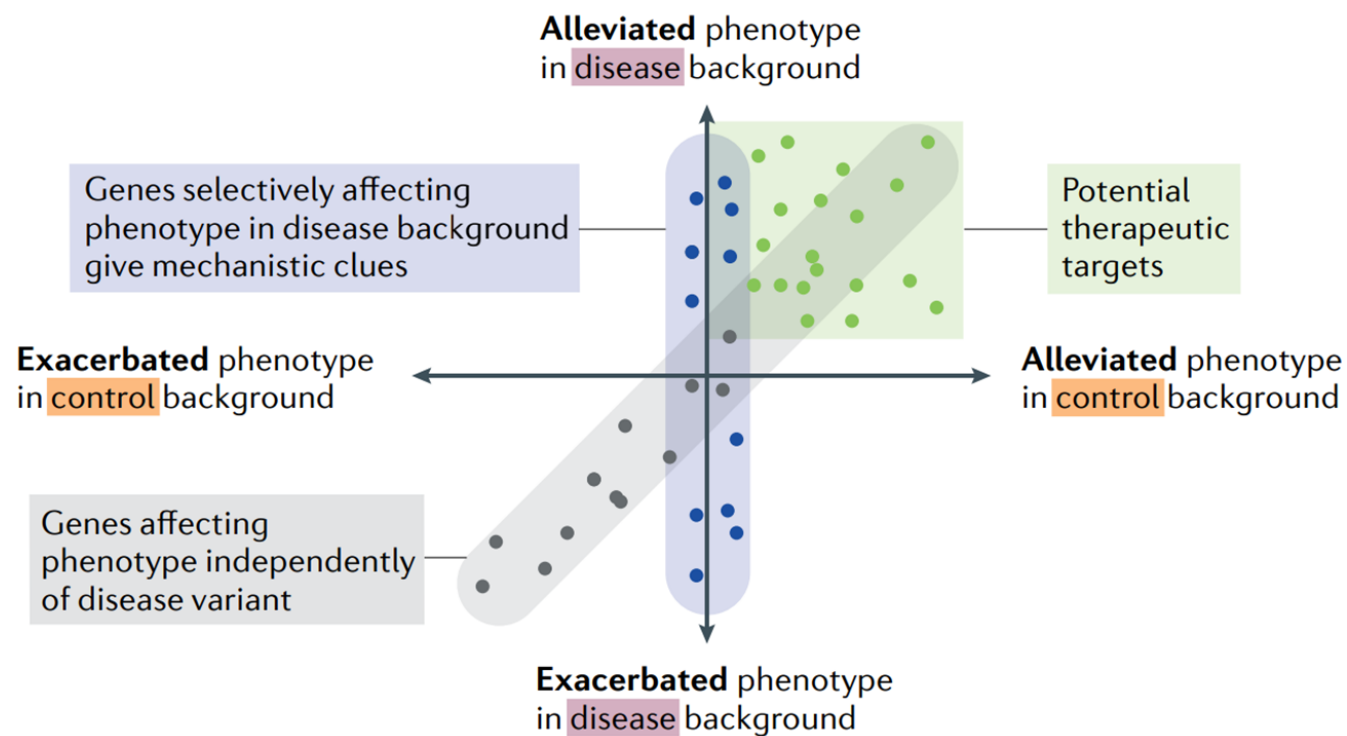 Alleviated phenotype
in disease background
Genes selectively affecting
phenotype in disease background
give mechanistic clues
Potential
therapeutic
targets
Exacerbated phenotype
in control background
Alleviated phenotype
in control background
Genes affecting
phenotype independently
of disease variant
Exacerbated phenotype
in disease background